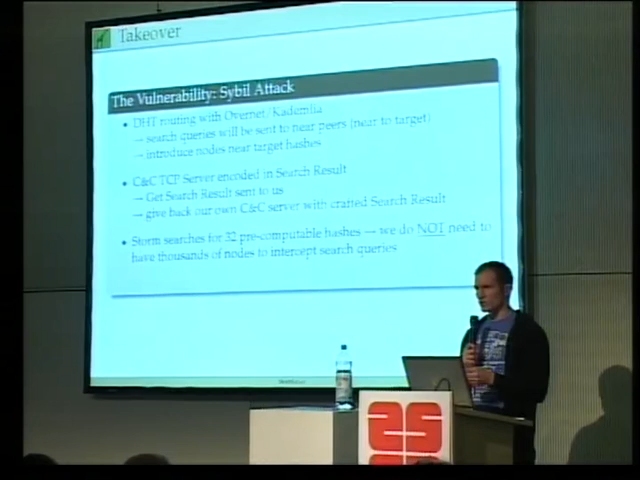 Takeover
The Vulnerability: Sybil Attack
• DHT routing with Overnet/Kademlia
→ search queries will be sent to near peers (near to target)
→ introduce nodes near target hashes
• C&C TCP Server encoded in Search Result
→ Get Search Result sent to us
→ give back our own C&C server with crafted Search Result
• Storm searches for 32 pre-computable hashes → we do NOT need to
have thousands of nodes to intercept search queries